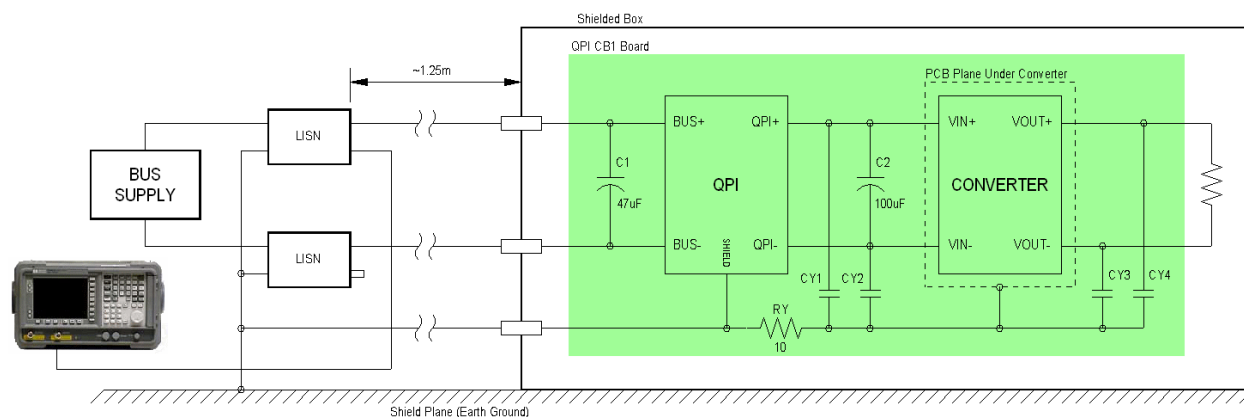 Shielded Box
QPI CB1 Board
~1.25m
PCB Plane Under Converter
LISN
BUS+
QPI+
VIN+
VOUT+
C1
C2
BUS
SUPPLY
QPI
CONVERTER
47uF
100uF
BUS-
SHIELD
QPI-
VIN-
VOUT-
LISN
CY1
CY2
CY3
CY4
RY
10
Shield Plane (Earth Ground)